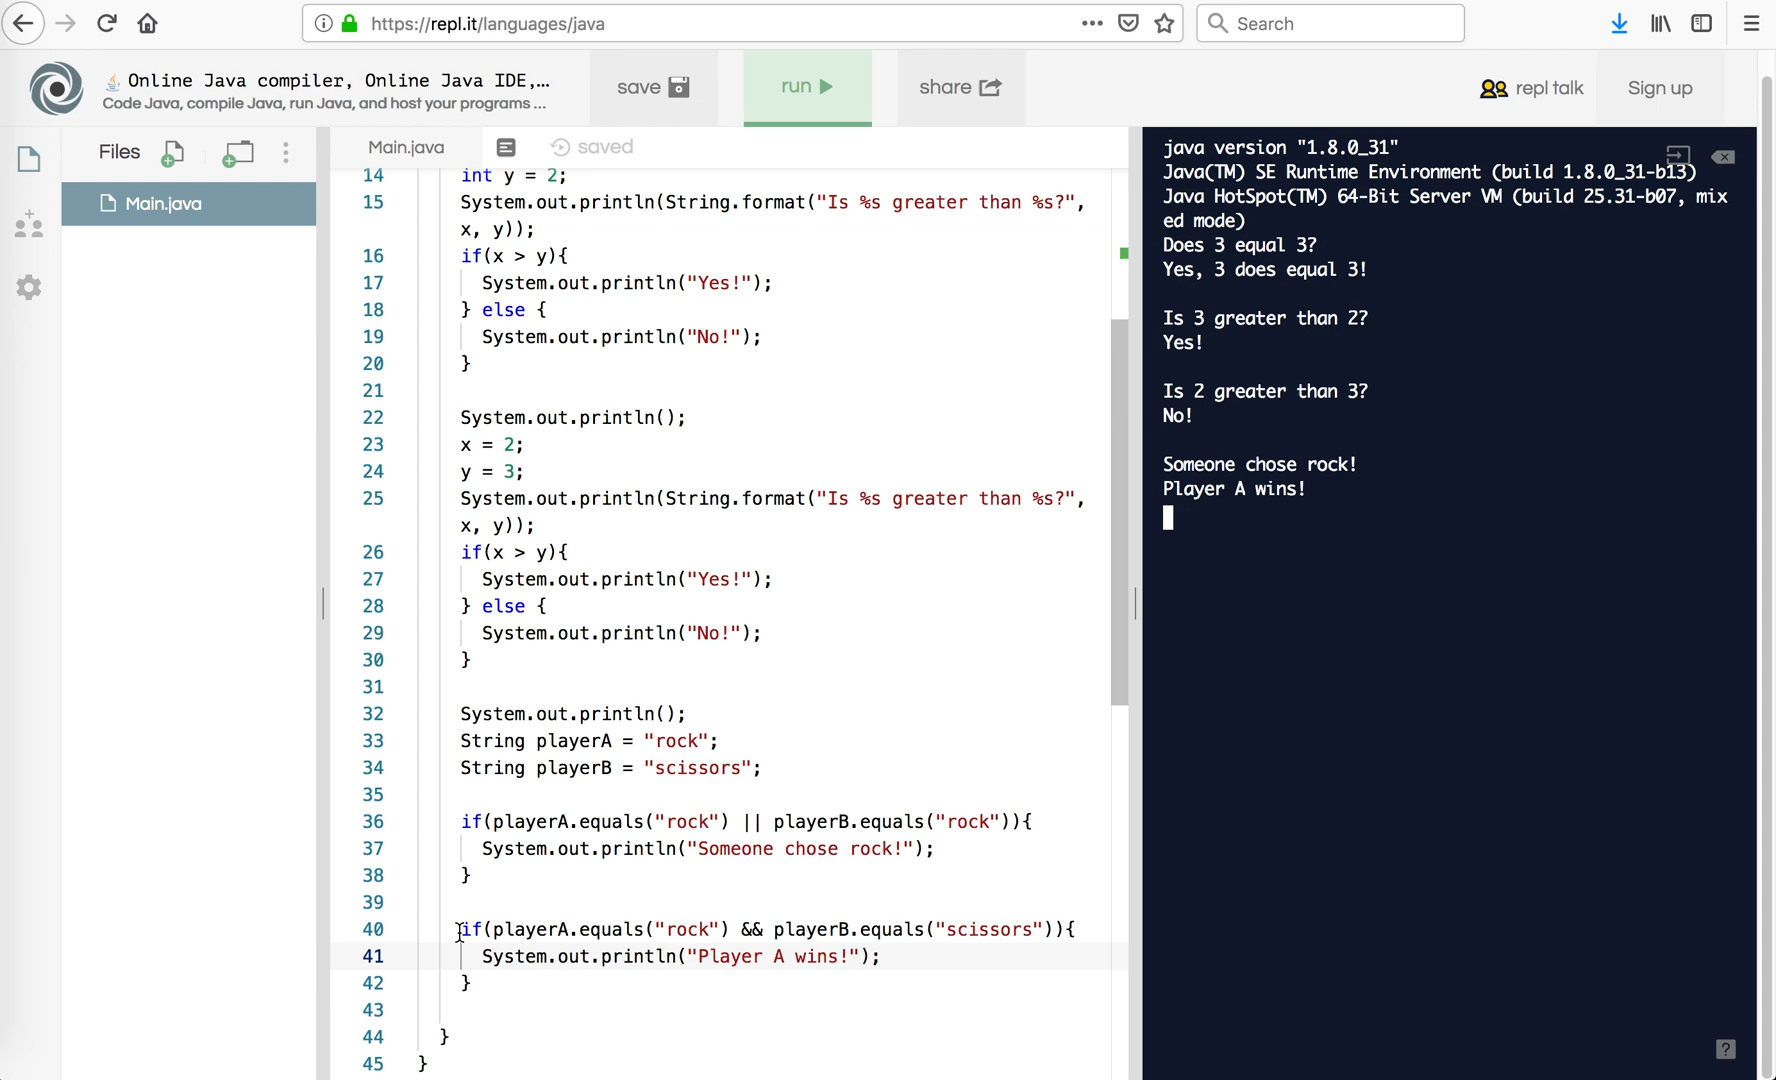 https://repl.it/languages/java
Search
Online Java compiler, Online Java IDE,...
Code Java, compile Java, run Java, and host your programs ...
save
run
share
repl talk
Sign up
Files
Main.java
Main.java
saved
14 int y = 2;
15 System.out.println(String.format("Is %s greater than %s?",
x, y));
16 if(x > y){
17 System.out.println("Yes!");
18 } else {
19 System.out.println("No!");
20 }
21
22 System.out.println();
23 x = 2;
24 y = 3;
25 System.out.println(String.format("Is %s greater than %s?",
x, y));
26 if(x > y){
27 System.out.println("Yes!");
28 } else {
29 System.out.println("No!");
30 }
31
32 System.out.println();
33 String playerA = "rock";
34 String playerB = "scissors";
35
36 if(playerA.equals("rock") || playerB.equals("rock")){
37 System.out.println("Someone chose rock!");
38 }
39
40 if(playerA.equals("rock") && playerB.equals("scissors")){
41 System.out.println("Player A wins!");
42 }
43
44 }
45 }
java version "1.8.0_31"
Java(TM) SE Runtime Environment (build 1.8.0_31-b13)
Java HotSpot(TM) 64-Bit Server VM (build 25.31-b07, mix
ed mode)
Does 3 equal 3?
Yes, 3 does equal 3!
Is 3 greater than 2?
Yes!
Is 2 greater than 3?
No!
Someone chose rock!
Player A wins!
?